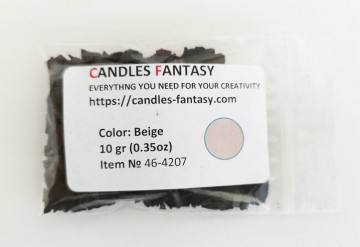 CANDLES FANTASY
EVERYTHNG YOU NEED FOR YOUR CREATIVITY
https://candles-fantasy.com
Color: Beige
10 gr (0.35oz)
Item № 46-4207